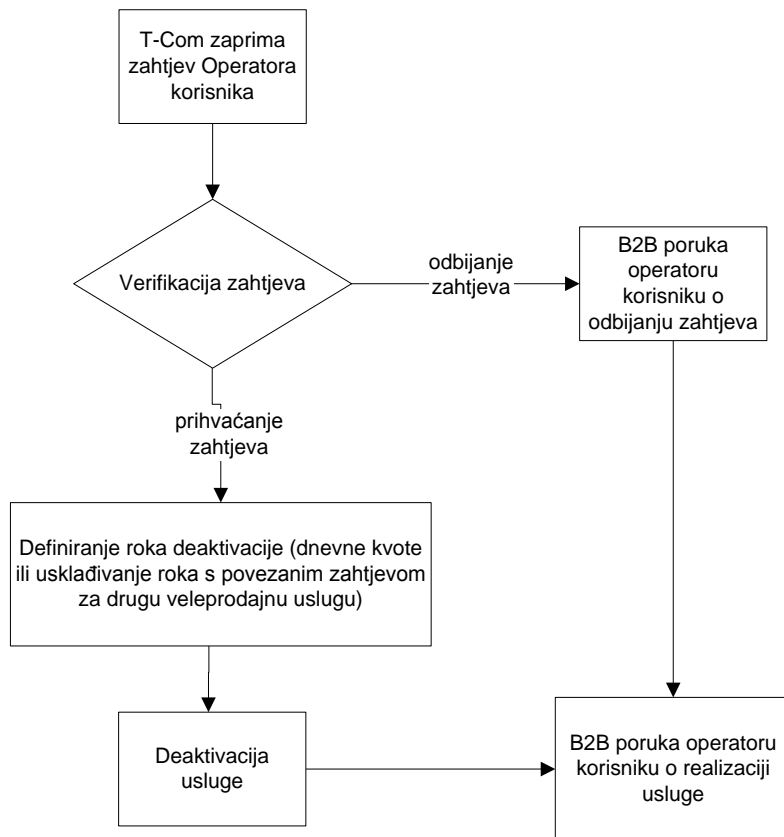 T-Com zaprima
zahtjev Operatora
korisnika
Verifikacija zahtjeva
odbijanje
zahtjeva
B2B poruka
operatoru
korisniku o
odbijanju zahtjeva
prihvaćanje
zahtjeva
Definiranje roka deaktivacije (dnevne kvote
ili usklađivanje roka s povezanim zahtjevom
za drugu veleprodajnu uslugu)
Deaktivacija
usluge
B2B poruka operatoru
korisniku o realizaciji
usluge